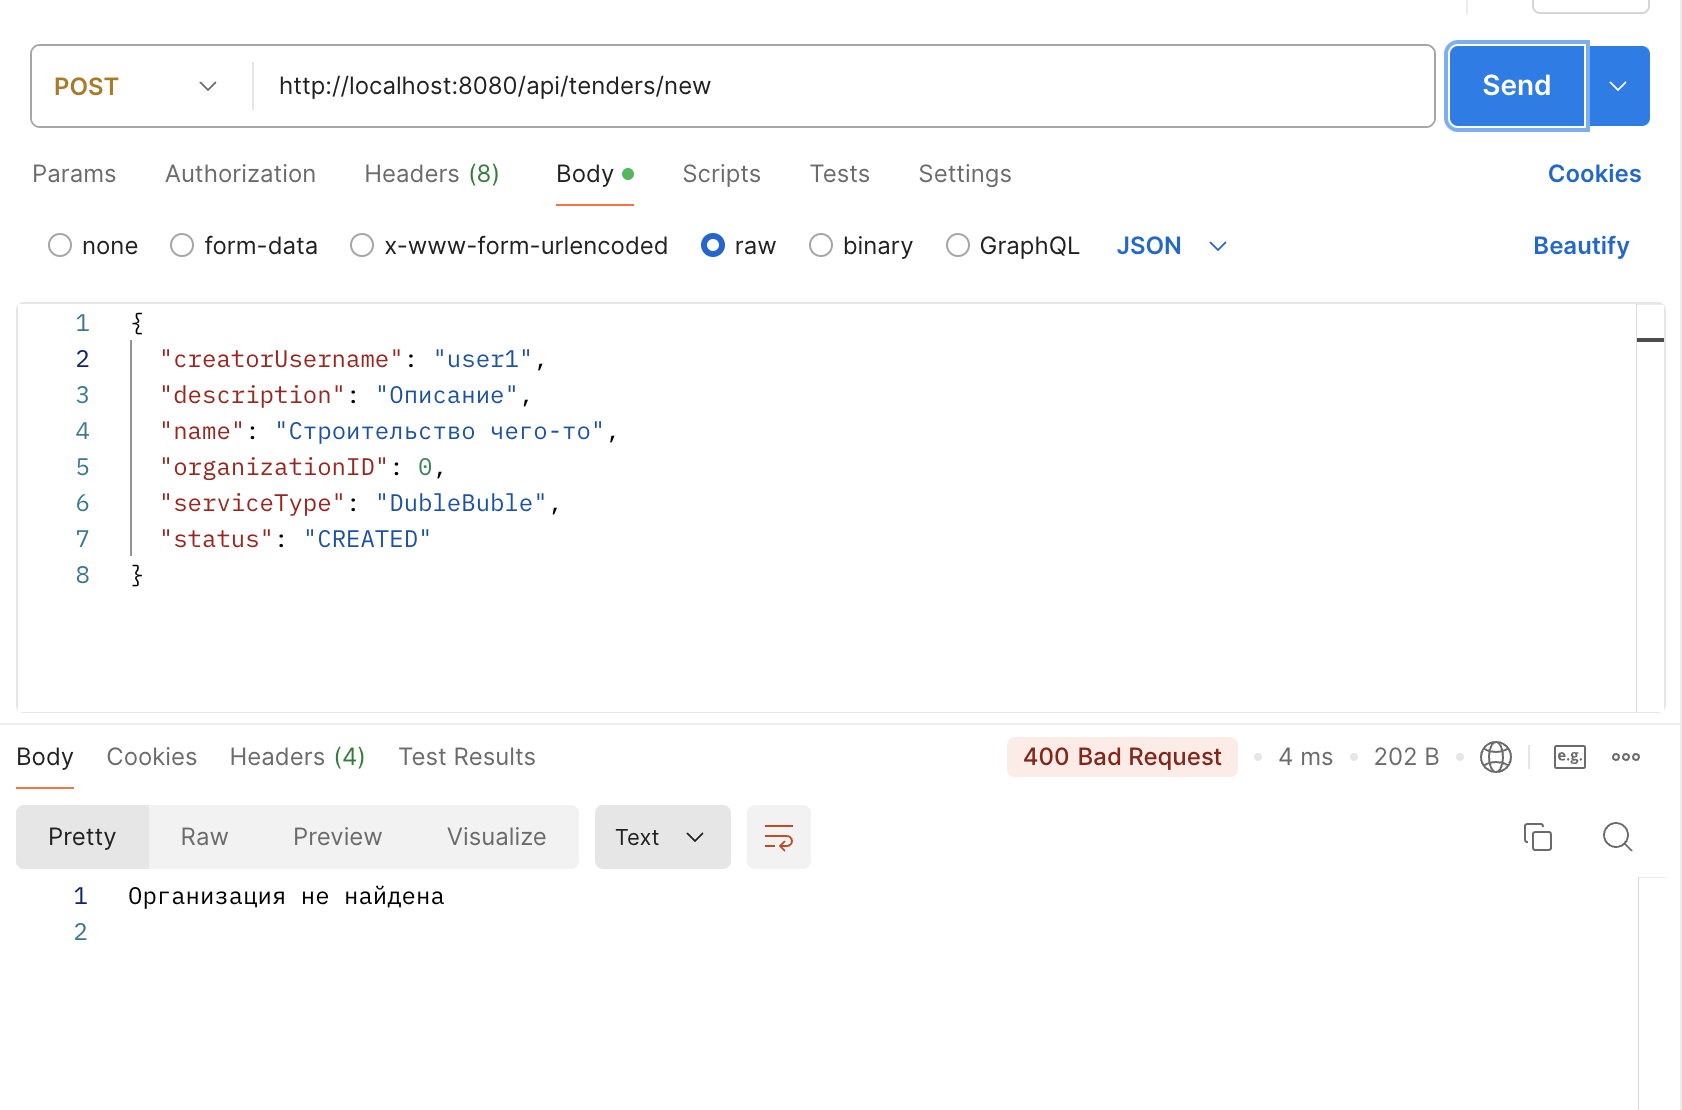 POST http://localhost:8080/api/tenders/new Send
Params Authorization Headers (8) Body Scripts Tests Settings Cookies
none form-data x-www-form-urlencoded raw binary GraphQL JSON Beautify
1 {
2 "creatorUsername": "user1",
3 "description": "Описание",
4 "name": "Строительство чего-то",
5 "organizationID": 0,
6 "serviceType": "DubleBuble",
7 "status": "CREATED"
8 }
Body Cookies Headers (4) Test Results 400 Bad Request 4 ms 202 B e.g.
Pretty Raw Preview Visualize Text
1 Организация не найдена
2